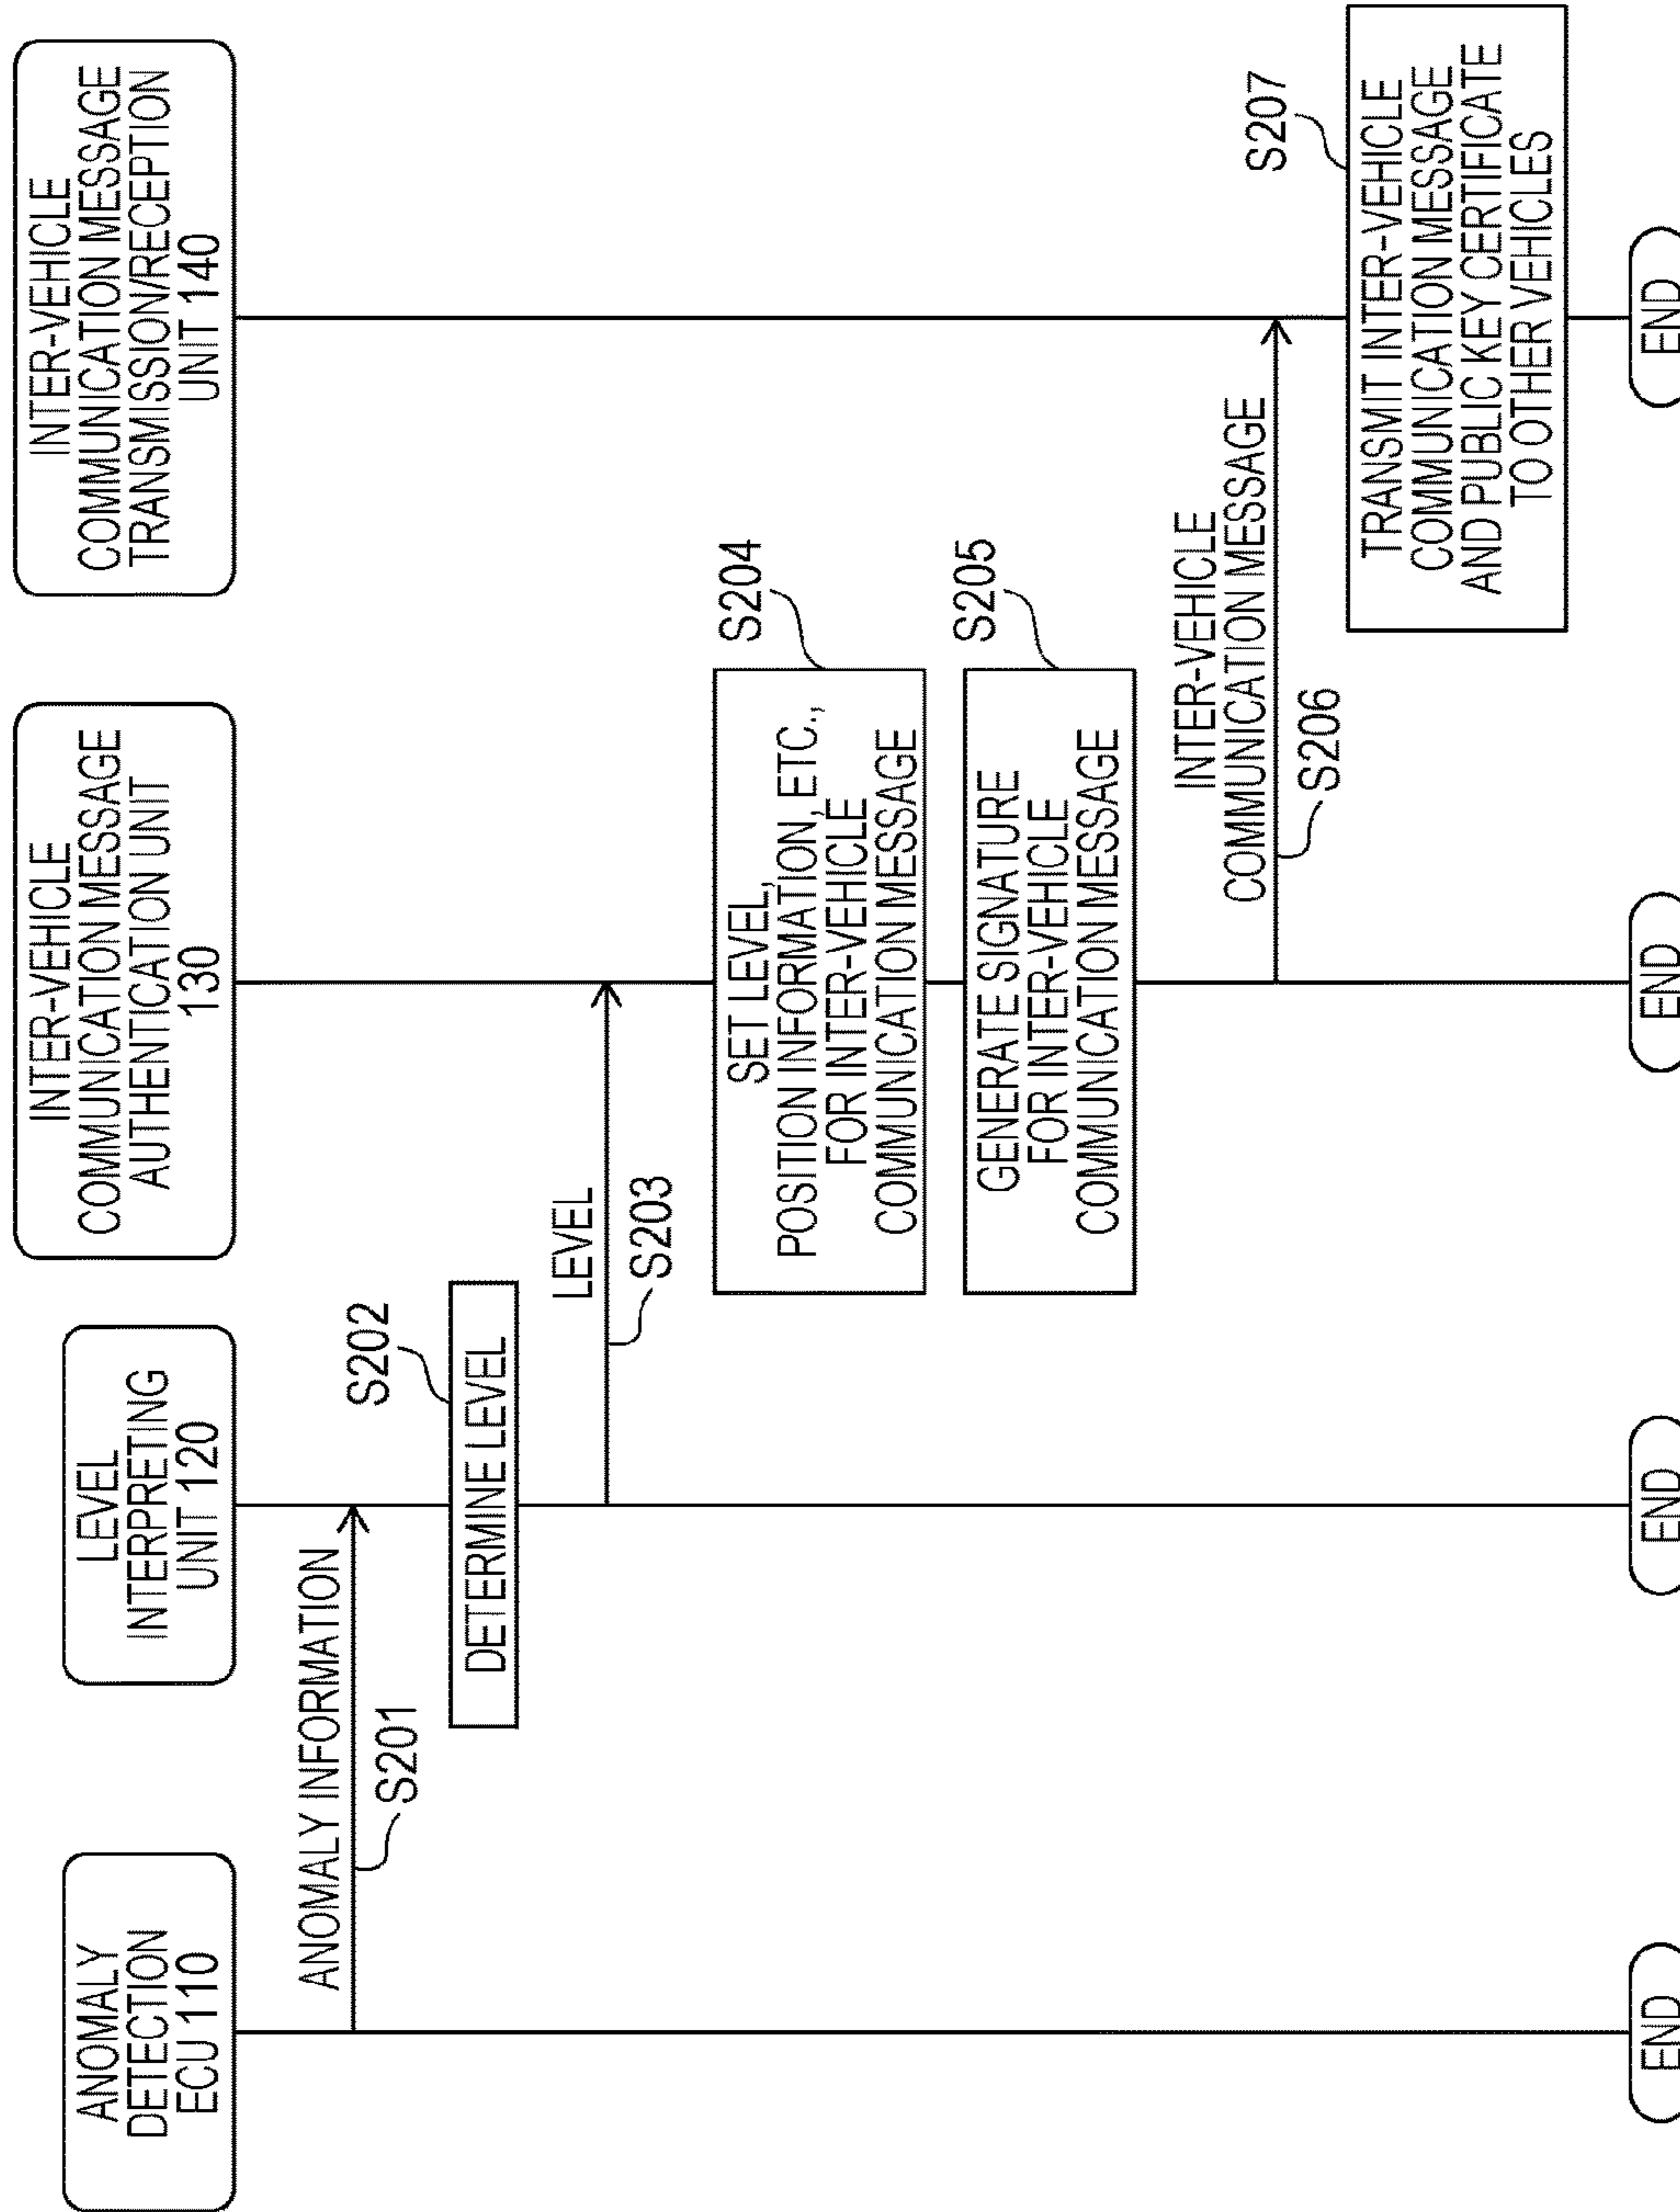 ANOMALY
DETECTION
ECU 110
LEVEL
INTERPRETING
UNIT 120
INTER-VEHICLE
COMMUNICATION MESSAGE
AUTHENTICATION UNIT
130
INTER-VEHICLE
COMMUNICATION MESSAGE
TRANSMISSION/RECEPTION
UNIT 140
ANOMALY INFORMATION
S201
S202
DETERMINE LEVEL
LEVEL
S203
S204
SET LEVEL,
POSITION INFORMATION, ETC.,
FOR INTER-VEHICLE
COMMUNICATION MESSAGE
S205
GENERATE SIGNATURE
FOR INTER-VEHICLE
COMMUNICATION MESSAGE
INTER-VEHICLE
COMMUNICATION MESSAGE
S206
S207
TRANSMIT INTER-VEHICLE
COMMUNICATION MESSAGE
AND PUBLIC KEY CERTIFICATE
TO OTHER VEHICLES
END
END
END
END